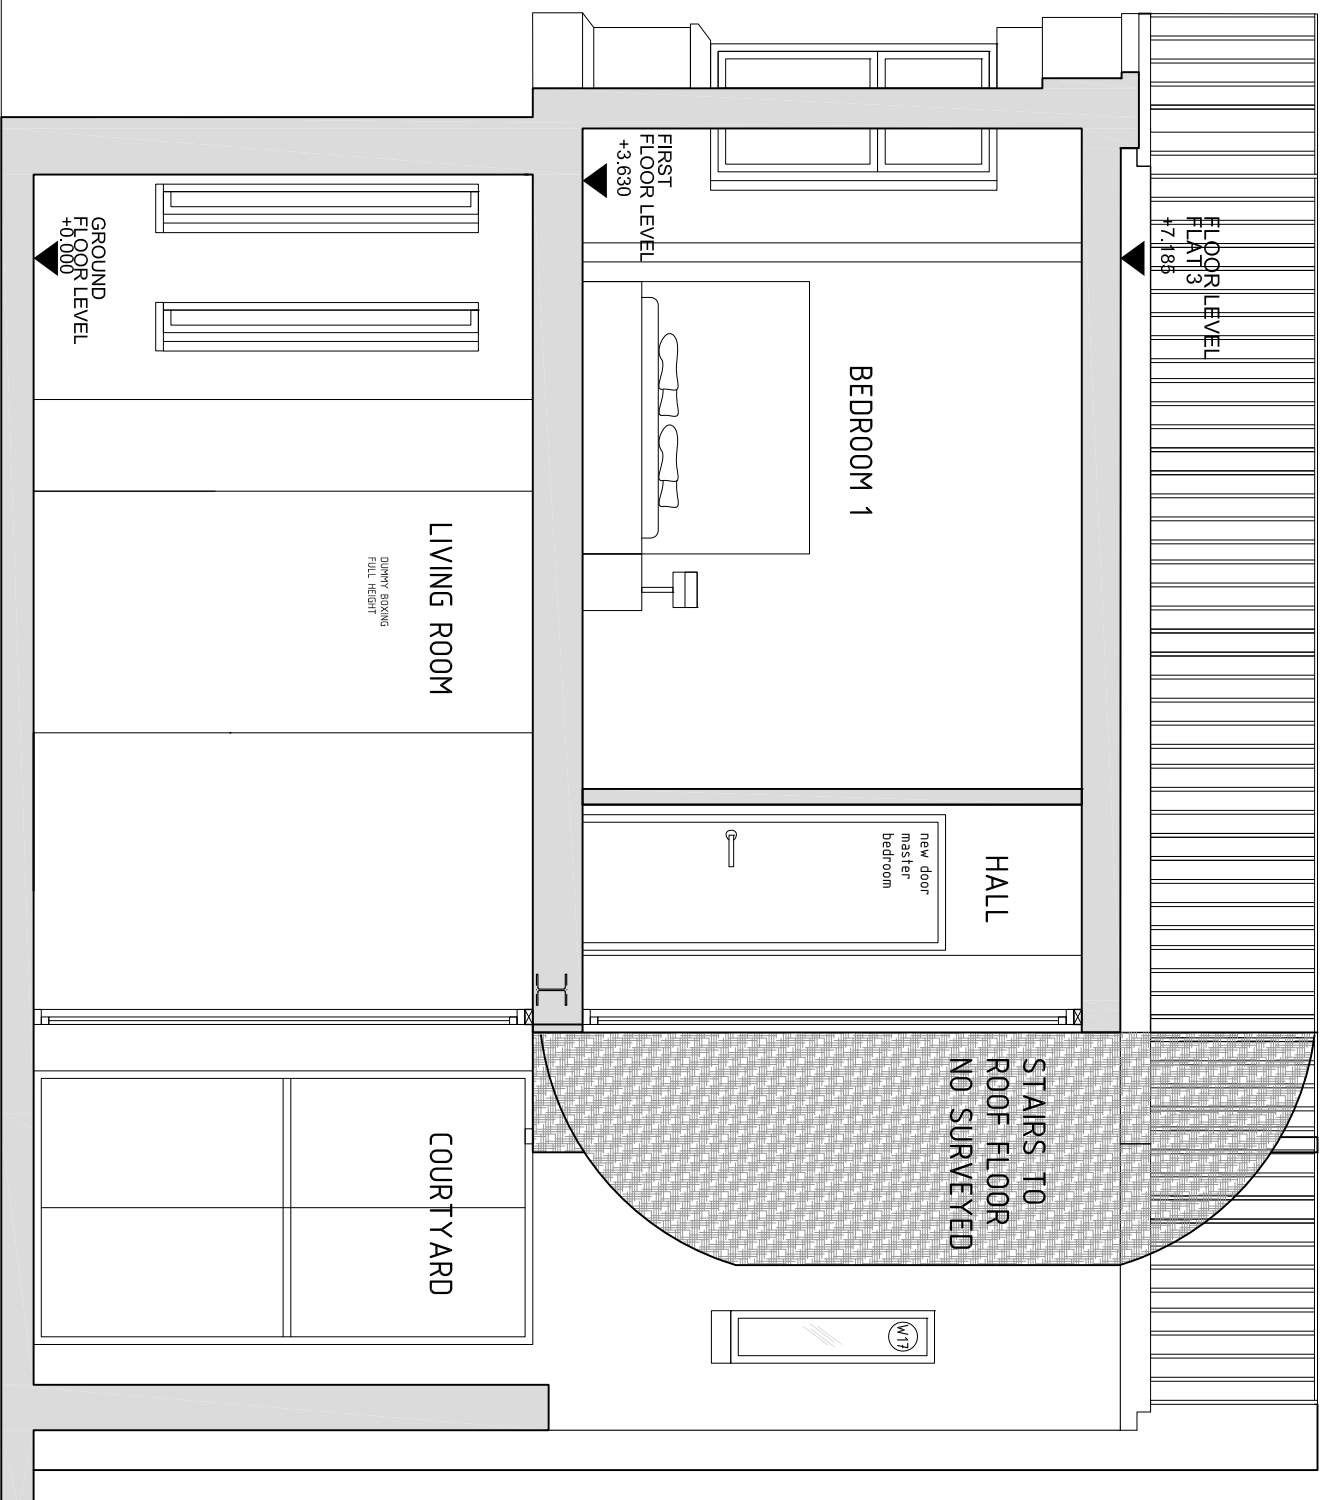 FLOOR LEVEL
FLAT 3
+7.185
STAIRS TO
ROOF FLOOR
NO SURVEYED
HALL
new door
master
bedroom
W17
BEDROOM 1
FIRST
FLOOR LEVEL
+3.630
LIVING ROOM
DUMMY BOXING
FULL HEIGHT
COURTYARD
GROUND
FLOOR LEVEL
+0.000